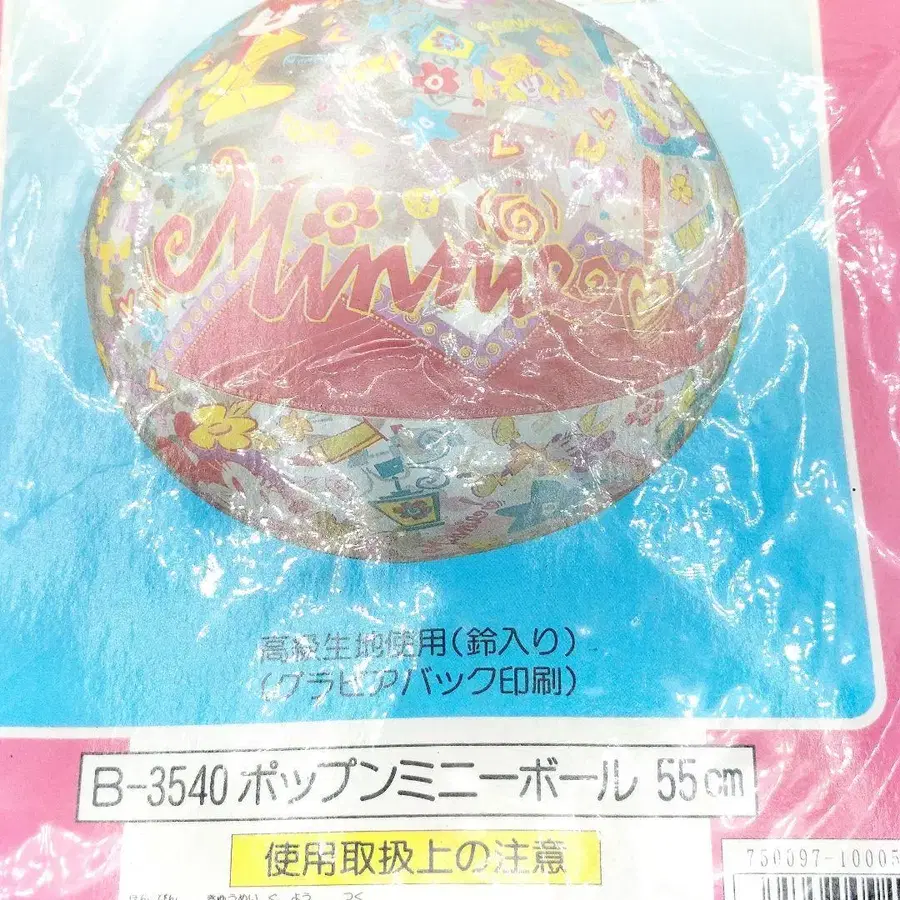 Minnie
高級生地使用(鈴入り)
(グラビアバック印刷)
B-3540 ポップンミニーボール 55cm
使用取扱上の注意
750097-10005